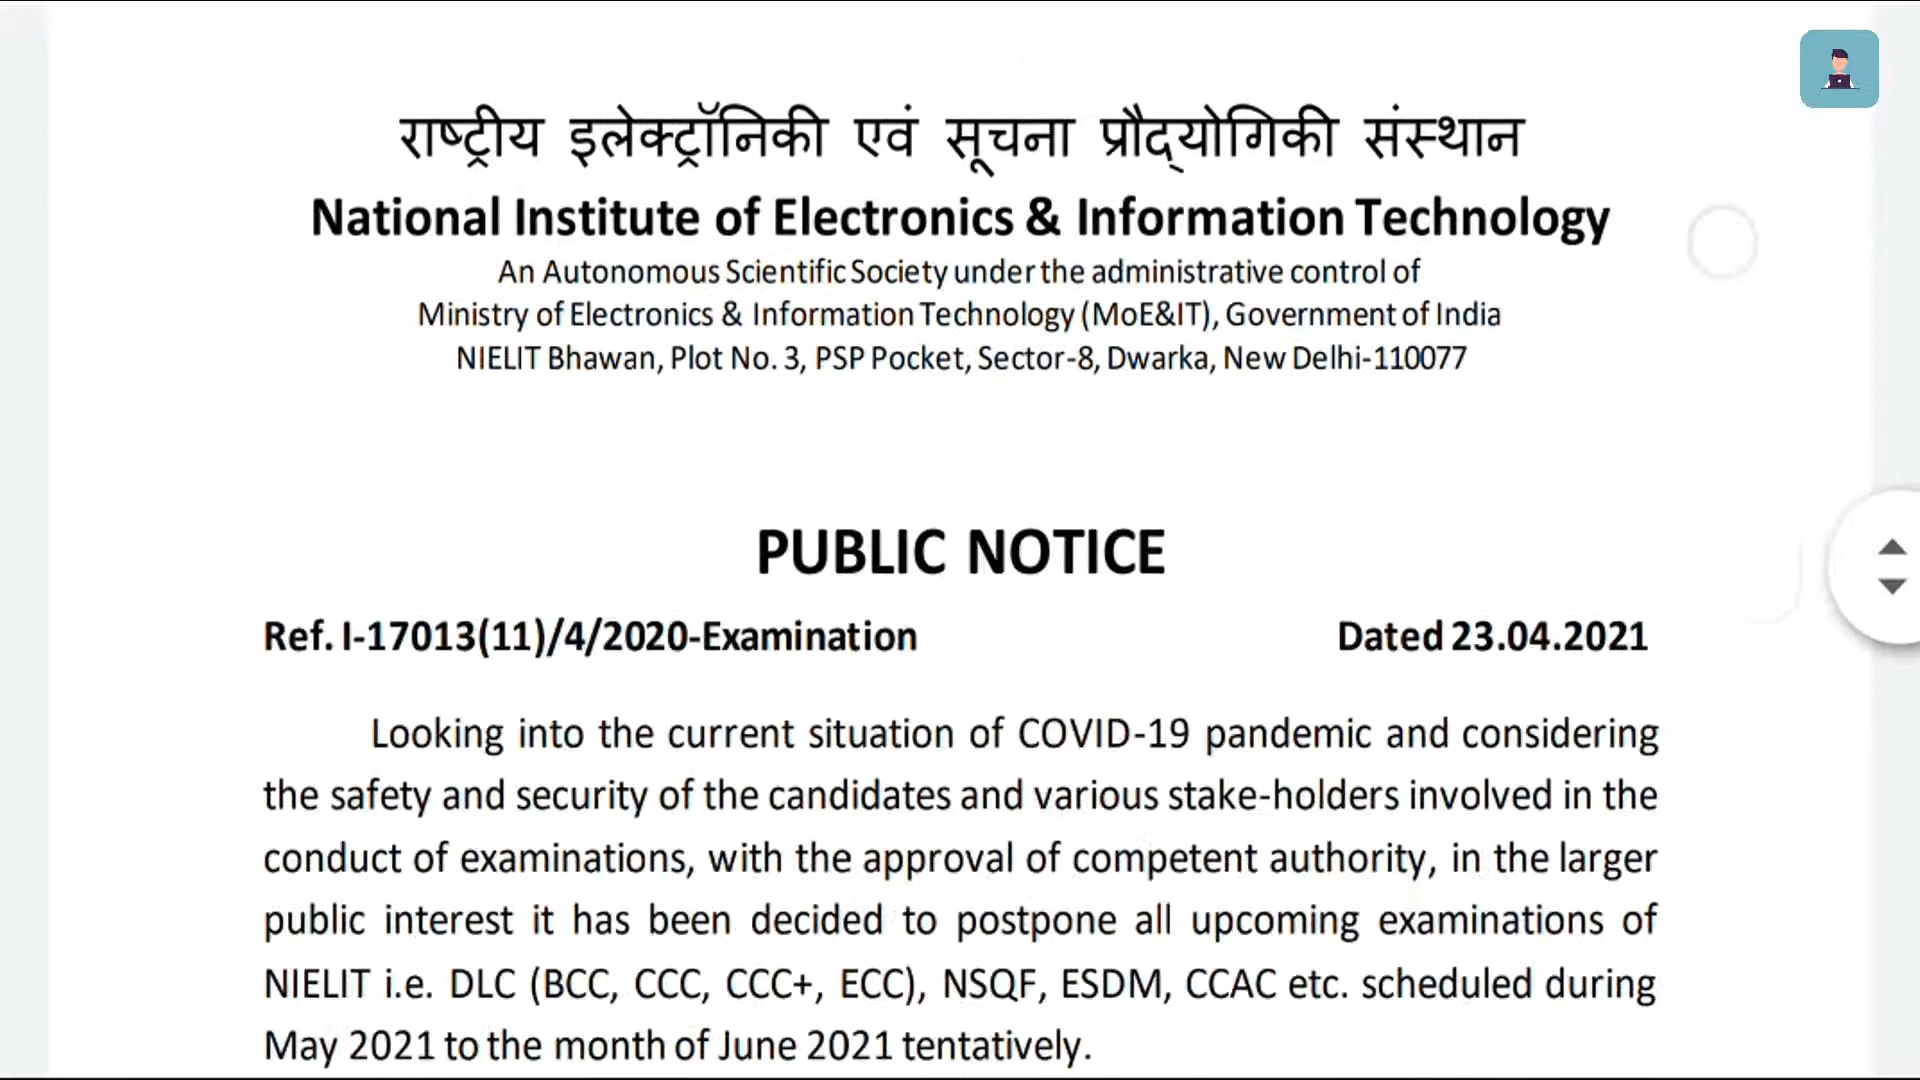 राष्ट्रीय इलेक्ट्रॉनिकी एवं सूचना प्रौद्योगिकी संस्थान
National Institute of Electronics & Information Technology
An Autonomous Scientific Society under the administrative control of
Ministry of Electronics & Information Technology (MoE&IT), Government of India
NIELIT Bhawan, Plot No. 3, PSP Pocket, Sector-8, Dwarka, New Delhi-110077
PUBLIC NOTICE
Ref. I-17013(11)/4/2020-Examination Dated 23.04.2021
Looking into the current situation of COVID-19 pandemic and considering
the safety and security of the candidates and various stake-holders involved in the
conduct of examinations, with the approval of competent authority, in the larger
public interest it has been decided to postpone all upcoming examinations of
NIELIT i.e. DLC (BCC, CCC, CCC+, ECC), NSQF, ESDM, CCAC etc. scheduled during
May 2021 to the month of June 2021 tentatively.